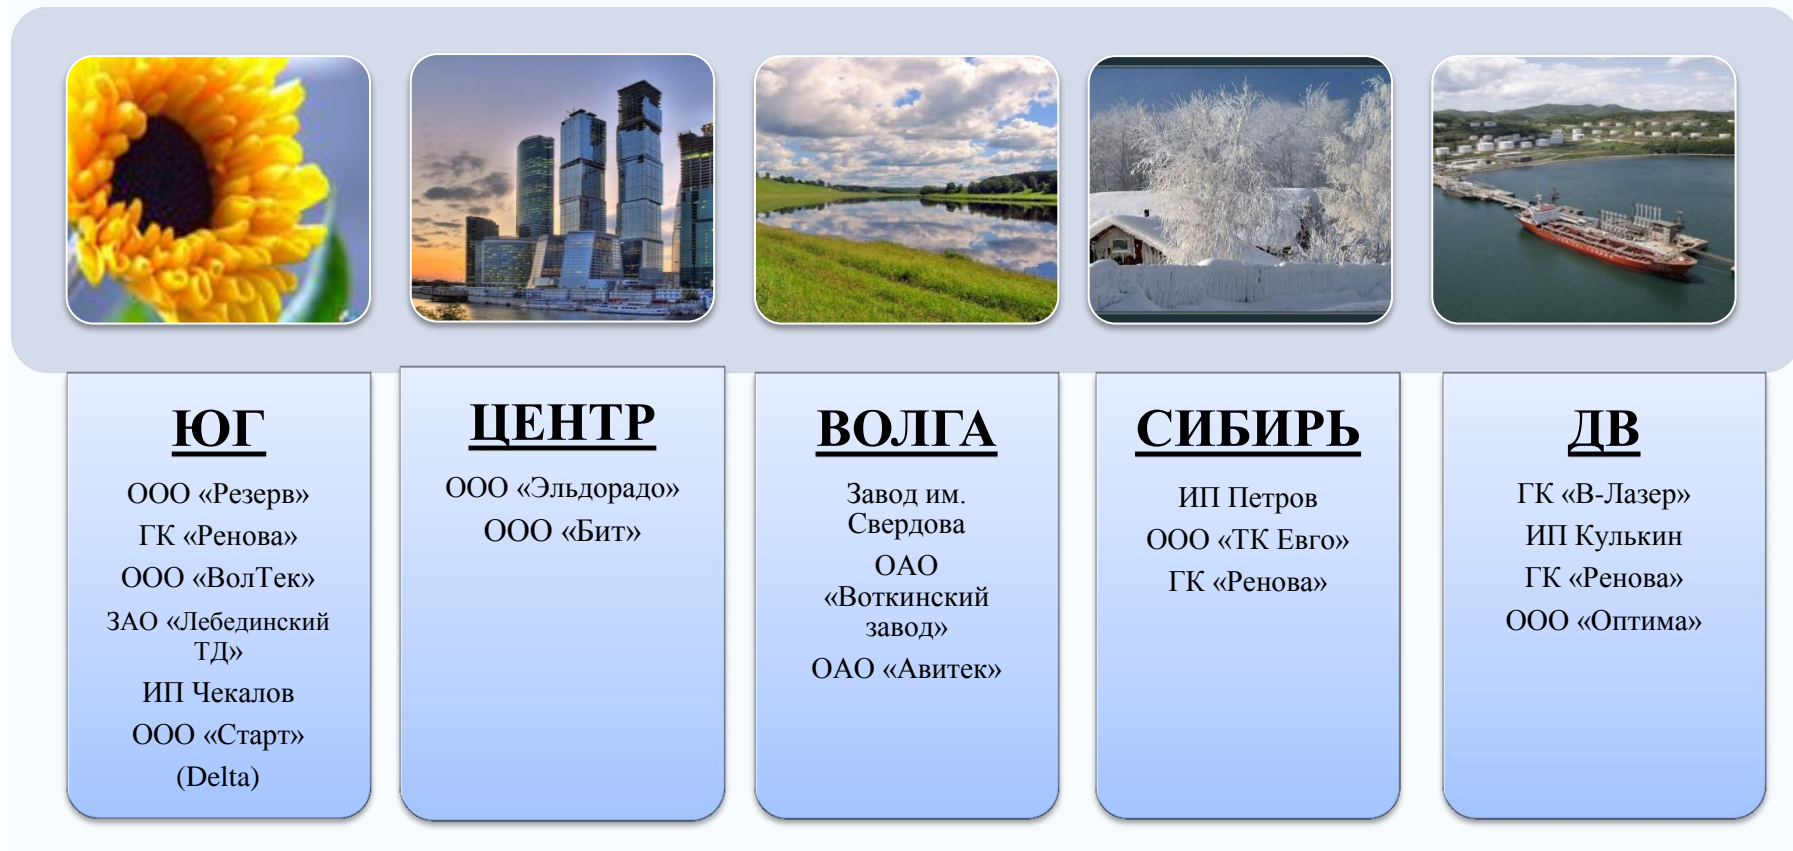 ЮГ
ООО «Резерв»
ГК «Ренова»
ООО «ВолТек»
ЗАО «Лебединский
ТД»
ИП Чекалов
ООО «Старт»
(Delta)
ЦЕНТР
ООО «Эльдорадо»
ООО «Бит»
ВОЛГА
Завод им.
Свердова
ОАО
«Воткинский
завод»
ОАО «Авитек»
СИБИРЬ
ИП Петров
ООО «ТК Евго»
ГК «Ренова»
ДВ
ГК «В-Лазер»
ИП Кулькин
ГК «Ренова»
ООО «Оптима»